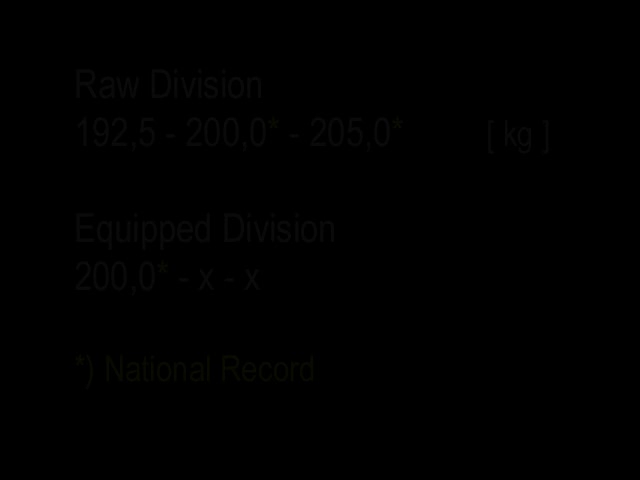 Raw Division
192,5 - 200,0* - 205,0* [ kg ]
Equipped Division
200,0* - x - x
*) National Record